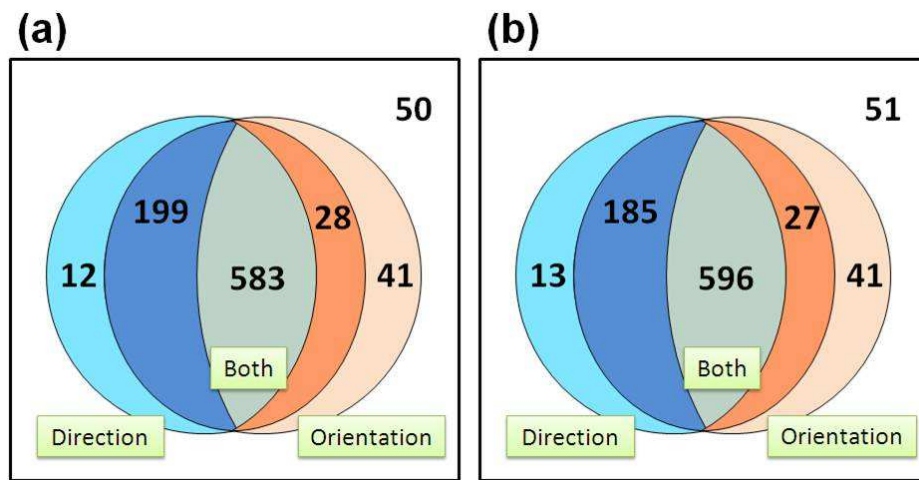 (a)
50
199
28
12
583
41
Both
Direction
Orientation
(b)
51
185
27
13
596
41
Both
Direction
Orientation